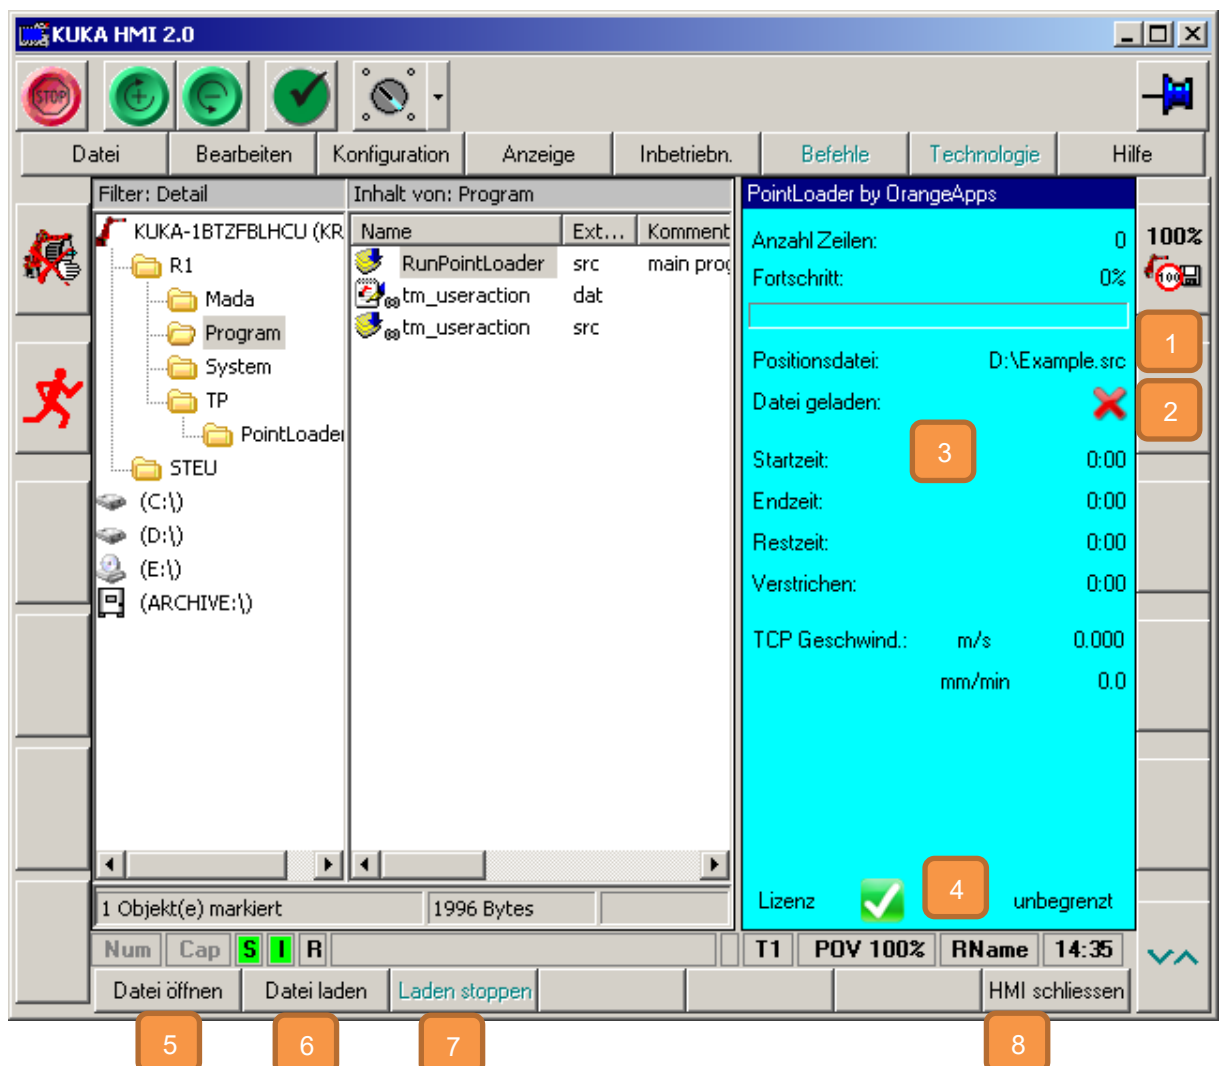 KUKA HMI 2.0
STOP
Datei Bearbeiten Konfiguration Anzeige Inbetriebn. Befehle Technologie Hilfe
Filter: Detail
KUKA-1BTZFBLHCU (KR
R1
Mada
Program
System
TP
PointLoader
STEU
(C:\)
(D:\)
(E:\)
(ARCHIVE:\)
Inhalt von: Program
Name Ext... Komment
RunPointLoader src main prog
tm_useraction dat
tm_useraction src
PointLoader by OrangeApps
Anzahl Zeilen: 0
Fortschritt: 0%
Positionsdatei: D:\Example.src
Datei geladen:
Startzeit: 0:00
Endzeit: 0:00
Restzeit: 0:00
Verstrichen: 0:00
TCP Geschwind.: m/s 0.000
mm/min 0.0
Lizenz unbegrenzt
100%
100
1
2
3
4
1 Objekt(e) markiert 1996 Bytes
Num Cap S I R T1 POV 100% RName 14:35
Datei öffnen Datei laden Laden stoppen HMI schliessen
5 6 7 8